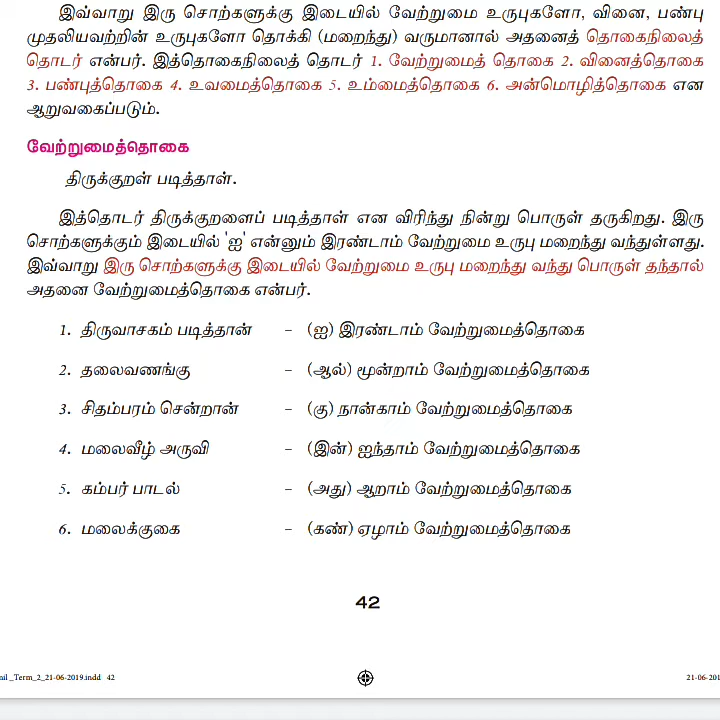 இவ்வாறு இரு சொற்களுக்கு இடையில் வேற்றுமை உருபுகளோ, வினை, பண்பு
முதலியவற்றின் உருபுகளோ தொக்கி (மறைந்து) வருமானால் அதனைத் தொகைநிலைத்
தொடர் என்பர். இத்தொகைநிலைத் தொடர் 1. வேற்றுமைத் தொகை 2. வினைத்தொகை
3. பண்புத்தொகை 4. உவமைத்தொகை 5. உம்மைத்தொகை 6. அன்மொழித்தொகை என
ஆறுவகைப்படும்.
வேற்றுமைத்தொகை
திருக்குறள் படித்தாள்.
இத்தொடர் திருக்குறளைப் படித்தாள் என விரிந்து நின்று பொருள் தருகிறது. இரு
சொற்களுக்கும் இடையில் 'ஐ' என்னும் இரண்டாம் வேற்றுமை உருபு மறைந்து வந்துள்ளது.
இவ்வாறு இரு சொற்களுக்கு இடையில் வேற்றுமை உருபு மறைந்து வந்து பொருள் தந்தால்
அதனை வேற்றுமைத்தொகை என்பர்.
1. திருவாசகம் படித்தான் – (ஐ) இரண்டாம் வேற்றுமைத்தொகை
2. தலைவணங்கு – (ஆல்) மூன்றாம் வேற்றுமைத்தொகை
3. சிதம்பரம் சென்றான் – (கு) நான்காம் வேற்றுமைத்தொகை
4. மலைவீழ் அருவி – (இன்) ஐந்தாம் வேற்றுமைத்தொகை
5. கம்பர் பாடல் – (அது) ஆறாம் வேற்றுமைத்தொகை
6. மலைக்குகை – (கண்) ஏழாம் வேற்றுமைத்தொகை
42
_Term_2_21-06-2019.indd 42 21-06-201